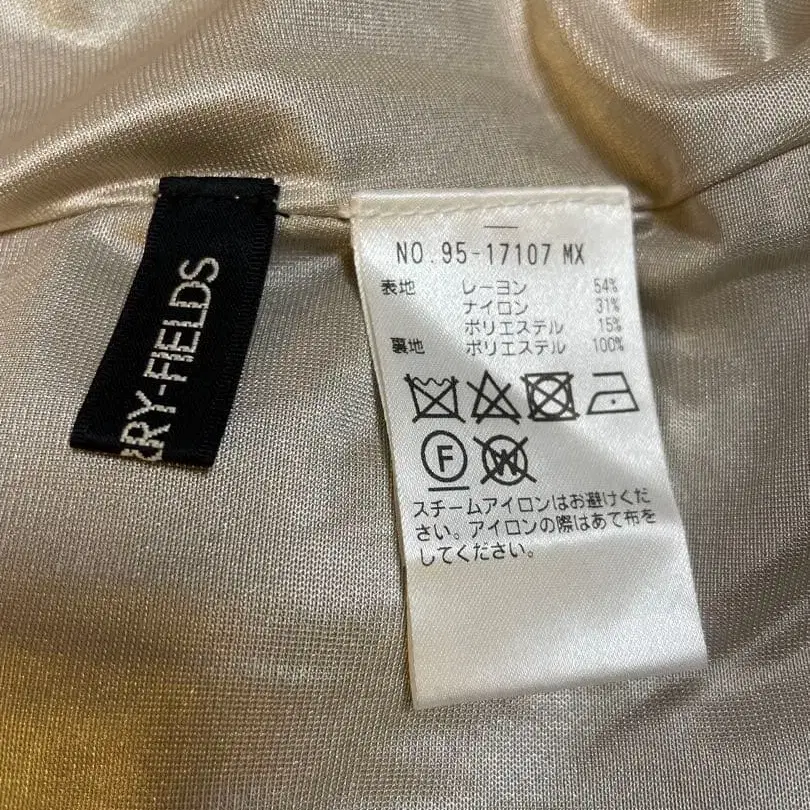 RRY-FIELDS
NO.95-17107 MX
表地 レーヨン 54%
ナイロン 31%
ポリエステル 15%
裏地 ポリエステル 100%
F W
スチームアイロンはお避けくだ
さい。アイロンの際はあて布を
してください。